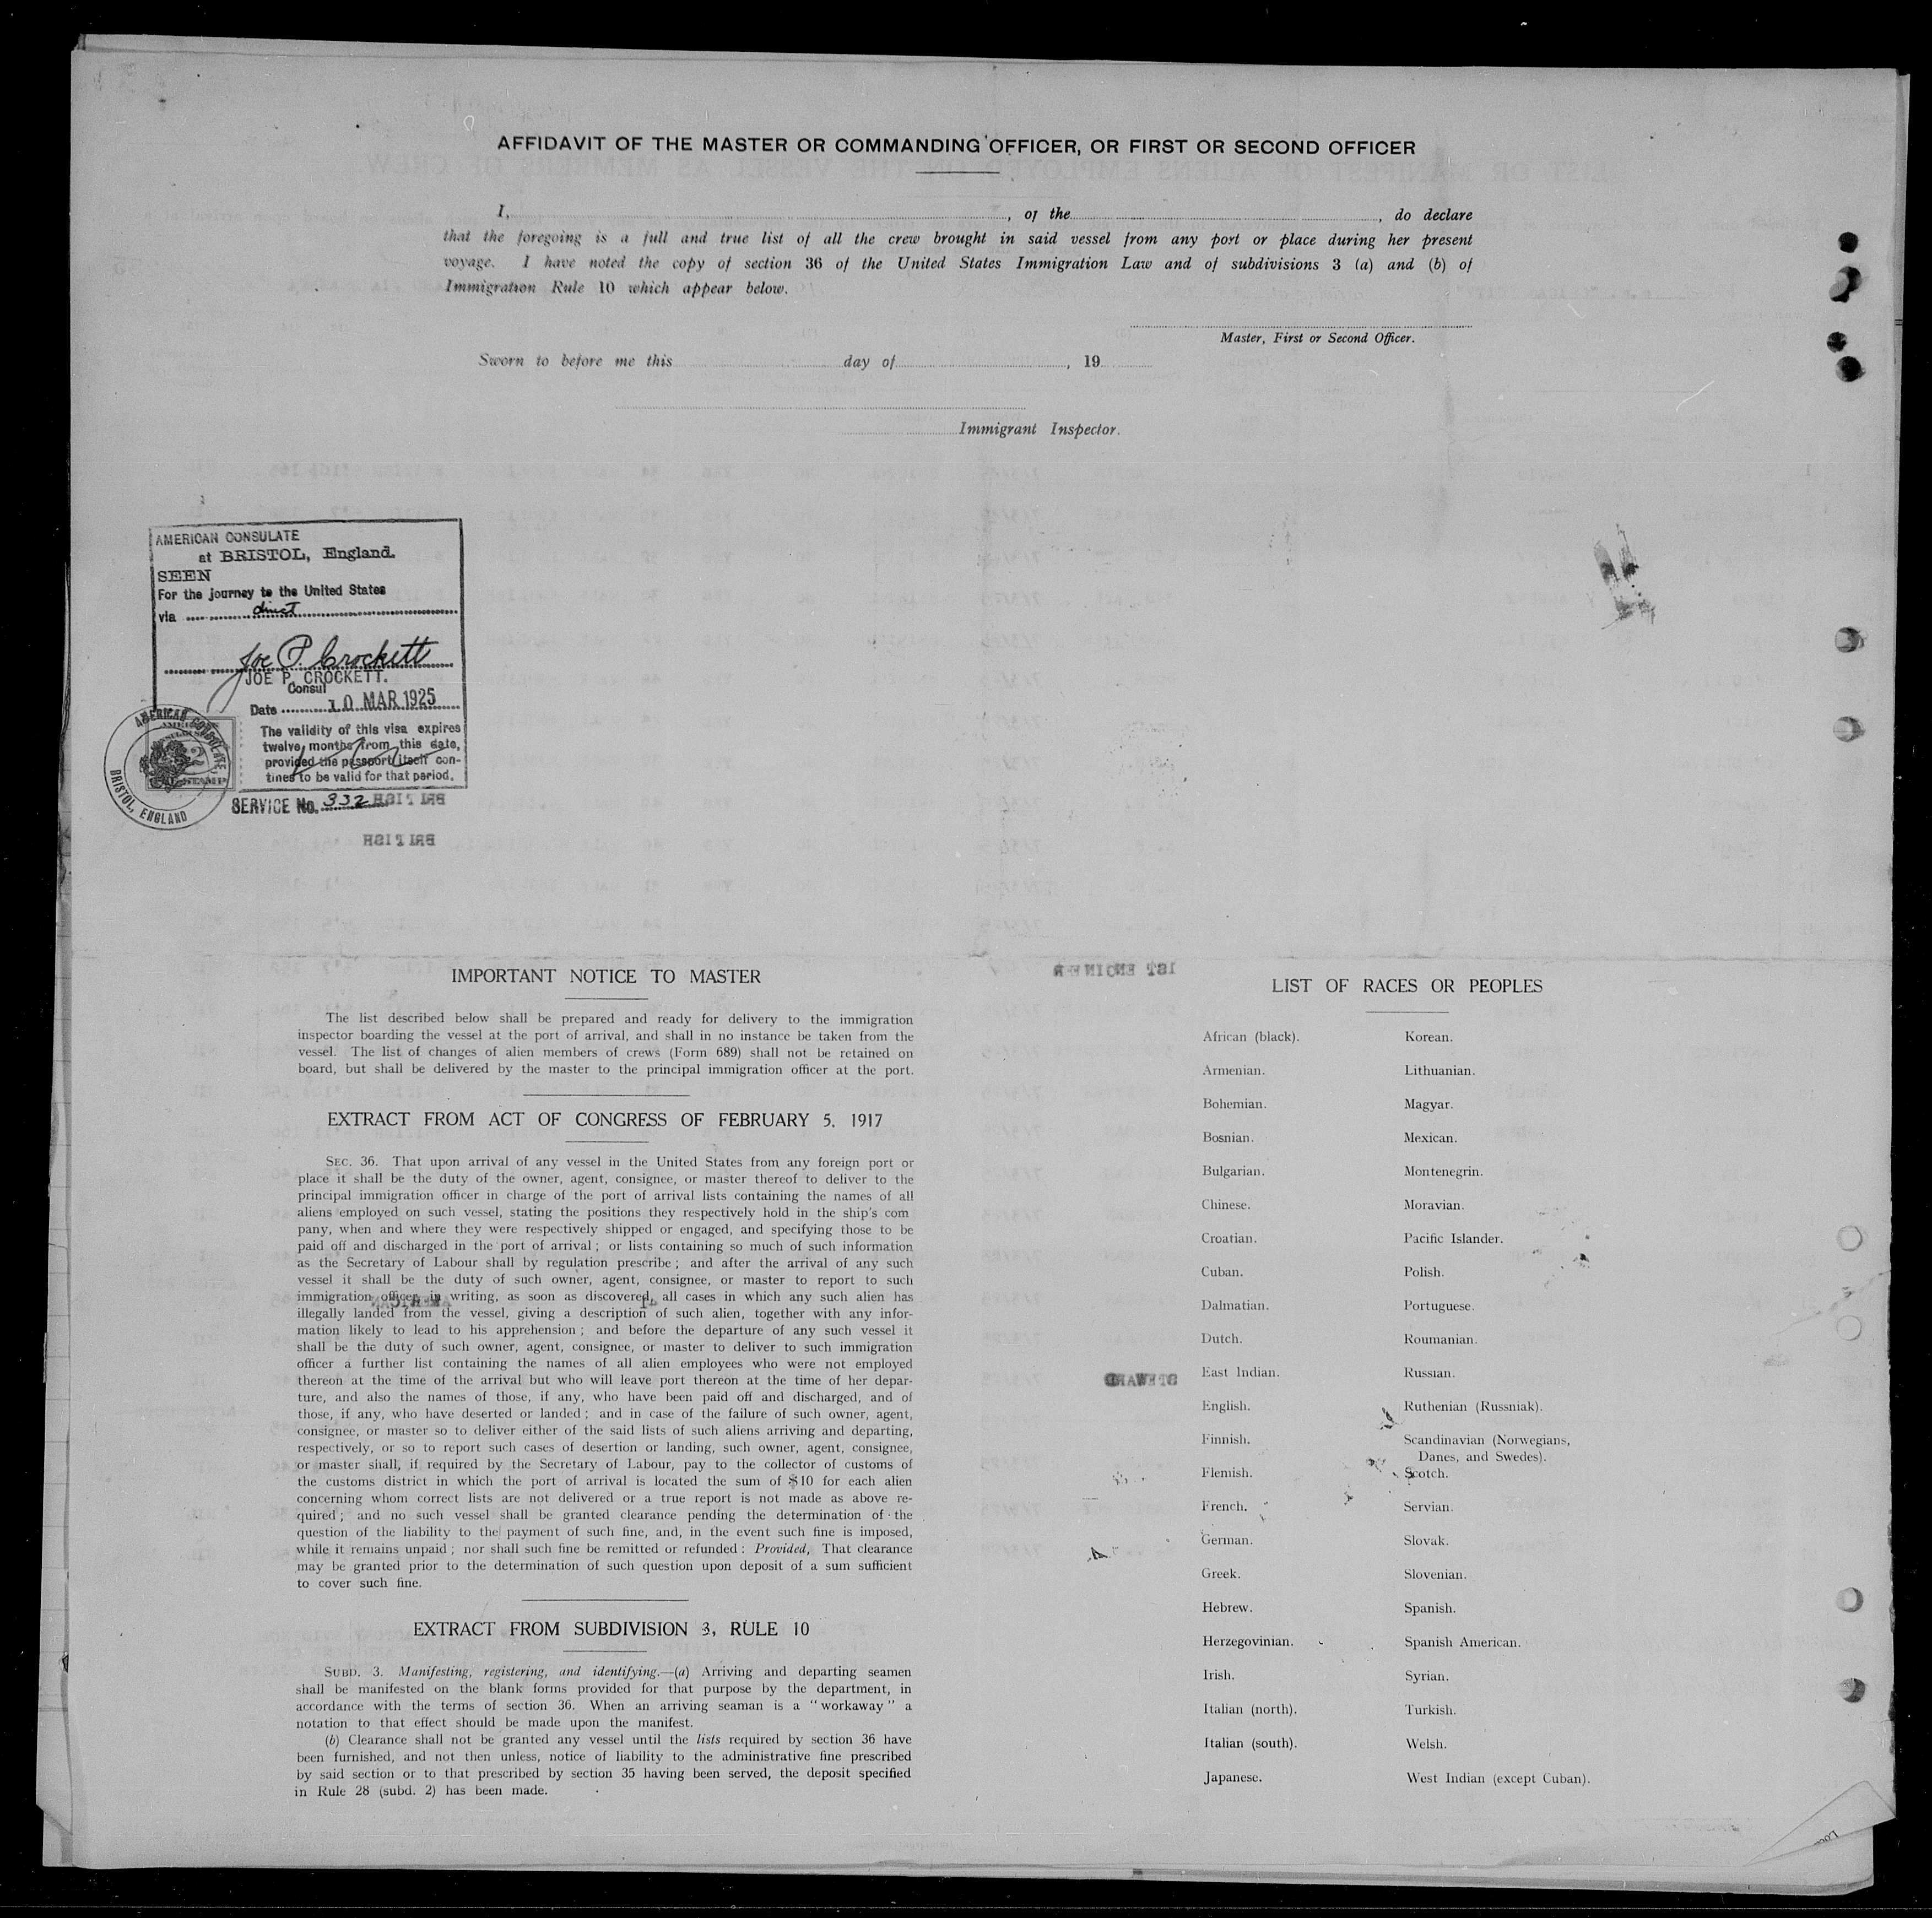 AFFIDAVIT OF THE MASTER OR COMMANDING OFFICER, OR FIRST OR SECOND OFFICER
I, , of the , do declare
that the foregoing is a full and true list of all the crew brought in said vessel from any port or place during her present
voyage. I have noted the copy of section 36 of the United States Immigration Law and of subdivisions 3 (a) and (b) of
Immigration Rule 10 which appear below.
Master, First or Second Officer.
Sworn to before me this day of , 19
Immigrant Inspector.
AMERICAN CONSULATE
at BRISTOL, England.
SEEN
For the journey to the United States
via direct
Joe P. Crockett
JOE P. CROCKETT.
Consul
Date 10 MAR 1925
The validity of this visa expires
twelve months from this date,
provided the passport itself con-
tines to be valid for that period.
AMERICAN CONSULATE
BRISTOL, ENGLAND
SERVICE No. 332
BRITISH
BRITISH
IMPORTANT NOTICE TO MASTER
The list described below shall be prepared and ready for delivery to the immigration
inspector boarding the vessel at the port of arrival, and shall in no instance be taken from the
vessel. The list of changes of alien members of crews (Form 689) shall not be retained on
board, but shall be delivered by the master to the principal immigration officer at the port.
EXTRACT FROM ACT OF CONGRESS OF FEBRUARY 5, 1917
SEC. 36. That upon arrival of any vessel in the United States from any foreign port or
place it shall be the duty of the owner, agent, consignee, or master thereof to deliver to the
principal immigration officer in charge of the port of arrival lists containing the names of all
aliens employed on such vessel, stating the positions they respectively hold in the ship's com
pany, when and where they were respectively shipped or engaged, and specifying those to be
paid off and discharged in the port of arrival; or lists containing so much of such information
as the Secretary of Labour shall by regulation prescribe; and after the arrival of any such
vessel it shall be the duty of such owner, agent, consignee, or master to report to such
immigration officer, in writing, as soon as discovered, all cases in which any such alien has
illegally landed from the vessel, giving a description of such alien, together with any infor-
mation likely to lead to his apprehension; and before the departure of any such vessel it
shall be the duty of such owner, agent, consignee, or master to deliver to such immigration
officer a further list containing the names of all alien employees who were not employed
thereon at the time of the arrival but who will leave port thereon at the time of her depar-
ture, and also the names of those, if any, who have been paid off and discharged, and of
those, if any, who have deserted or landed; and in case of the failure of such owner, agent,
consignee, or master so to deliver either of the said lists of such aliens arriving and departing,
respectively, or so to report such cases of desertion or landing, such owner, agent, consignee,
or master shall, if required by the Secretary of Labour, pay to the collector of customs of
the customs district in which the port of arrival is located the sum of $10 for each alien
concerning whom correct lists are not delivered or a true report is not made as above re-
quired; and no such vessel shall be granted clearance pending the determination of the
question of the liability to the payment of such fine, and, in the event such fine is imposed,
while it remains unpaid; nor shall such fine be remitted or refunded: Provided, That clearance
may be granted prior to the determination of such question upon deposit of a sum sufficient
to cover such fine.
EXTRACT FROM SUBDIVISION 3, RULE 10
SUBD. 3. Manifesting, registering, and identifying.—(a) Arriving and departing seamen
shall be manifested on the blank forms provided for that purpose by the department, in
accordance with the terms of section 36. When an arriving seaman is a "workaway" a
notation to that effect should be made upon the manifest.
(b) Clearance shall not be granted any vessel until the lists required by section 36 have
been furnished, and not then unless, notice of liability to the administrative fine prescribed
by said section or to that prescribed by section 35 having been served, the deposit specified
in Rule 28 (subd. 2) has been made.
1ST ENGINEER
STEWARD
LIST OF RACES OR PEOPLES
African (black).
Armenian.
Bohemian.
Bosnian.
Bulgarian.
Chinese.
Croatian.
Cuban.
Dalmatian.
Dutch.
East Indian.
English.
Finnish.
Flemish.
French.
German.
Greek.
Hebrew.
Herzegovinian.
Irish.
Italian (north).
Italian (south).
Japanese.
Korean.
Lithuanian.
Magyar.
Mexican.
Montenegrin.
Moravian.
Pacific Islander.
Polish.
Portuguese.
Roumanian.
Russian.
Ruthenian (Russniak).
Scandinavian (Norwegians,
Danes, and Swedes).
Scotch.
Servian.
Slovak.
Slovenian.
Spanish.
Spanish American.
Syrian.
Turkish.
Welsh.
West Indian (except Cuban).